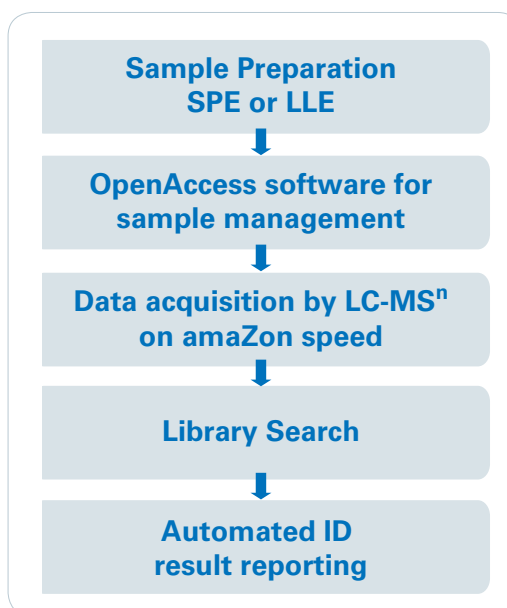 Sample Preparation
SPE or LLE
OpenAccess software for
sample management
Data acquisition by LC-MSⁿ
on amaZon speed
Library Search
Automated ID
result reporting